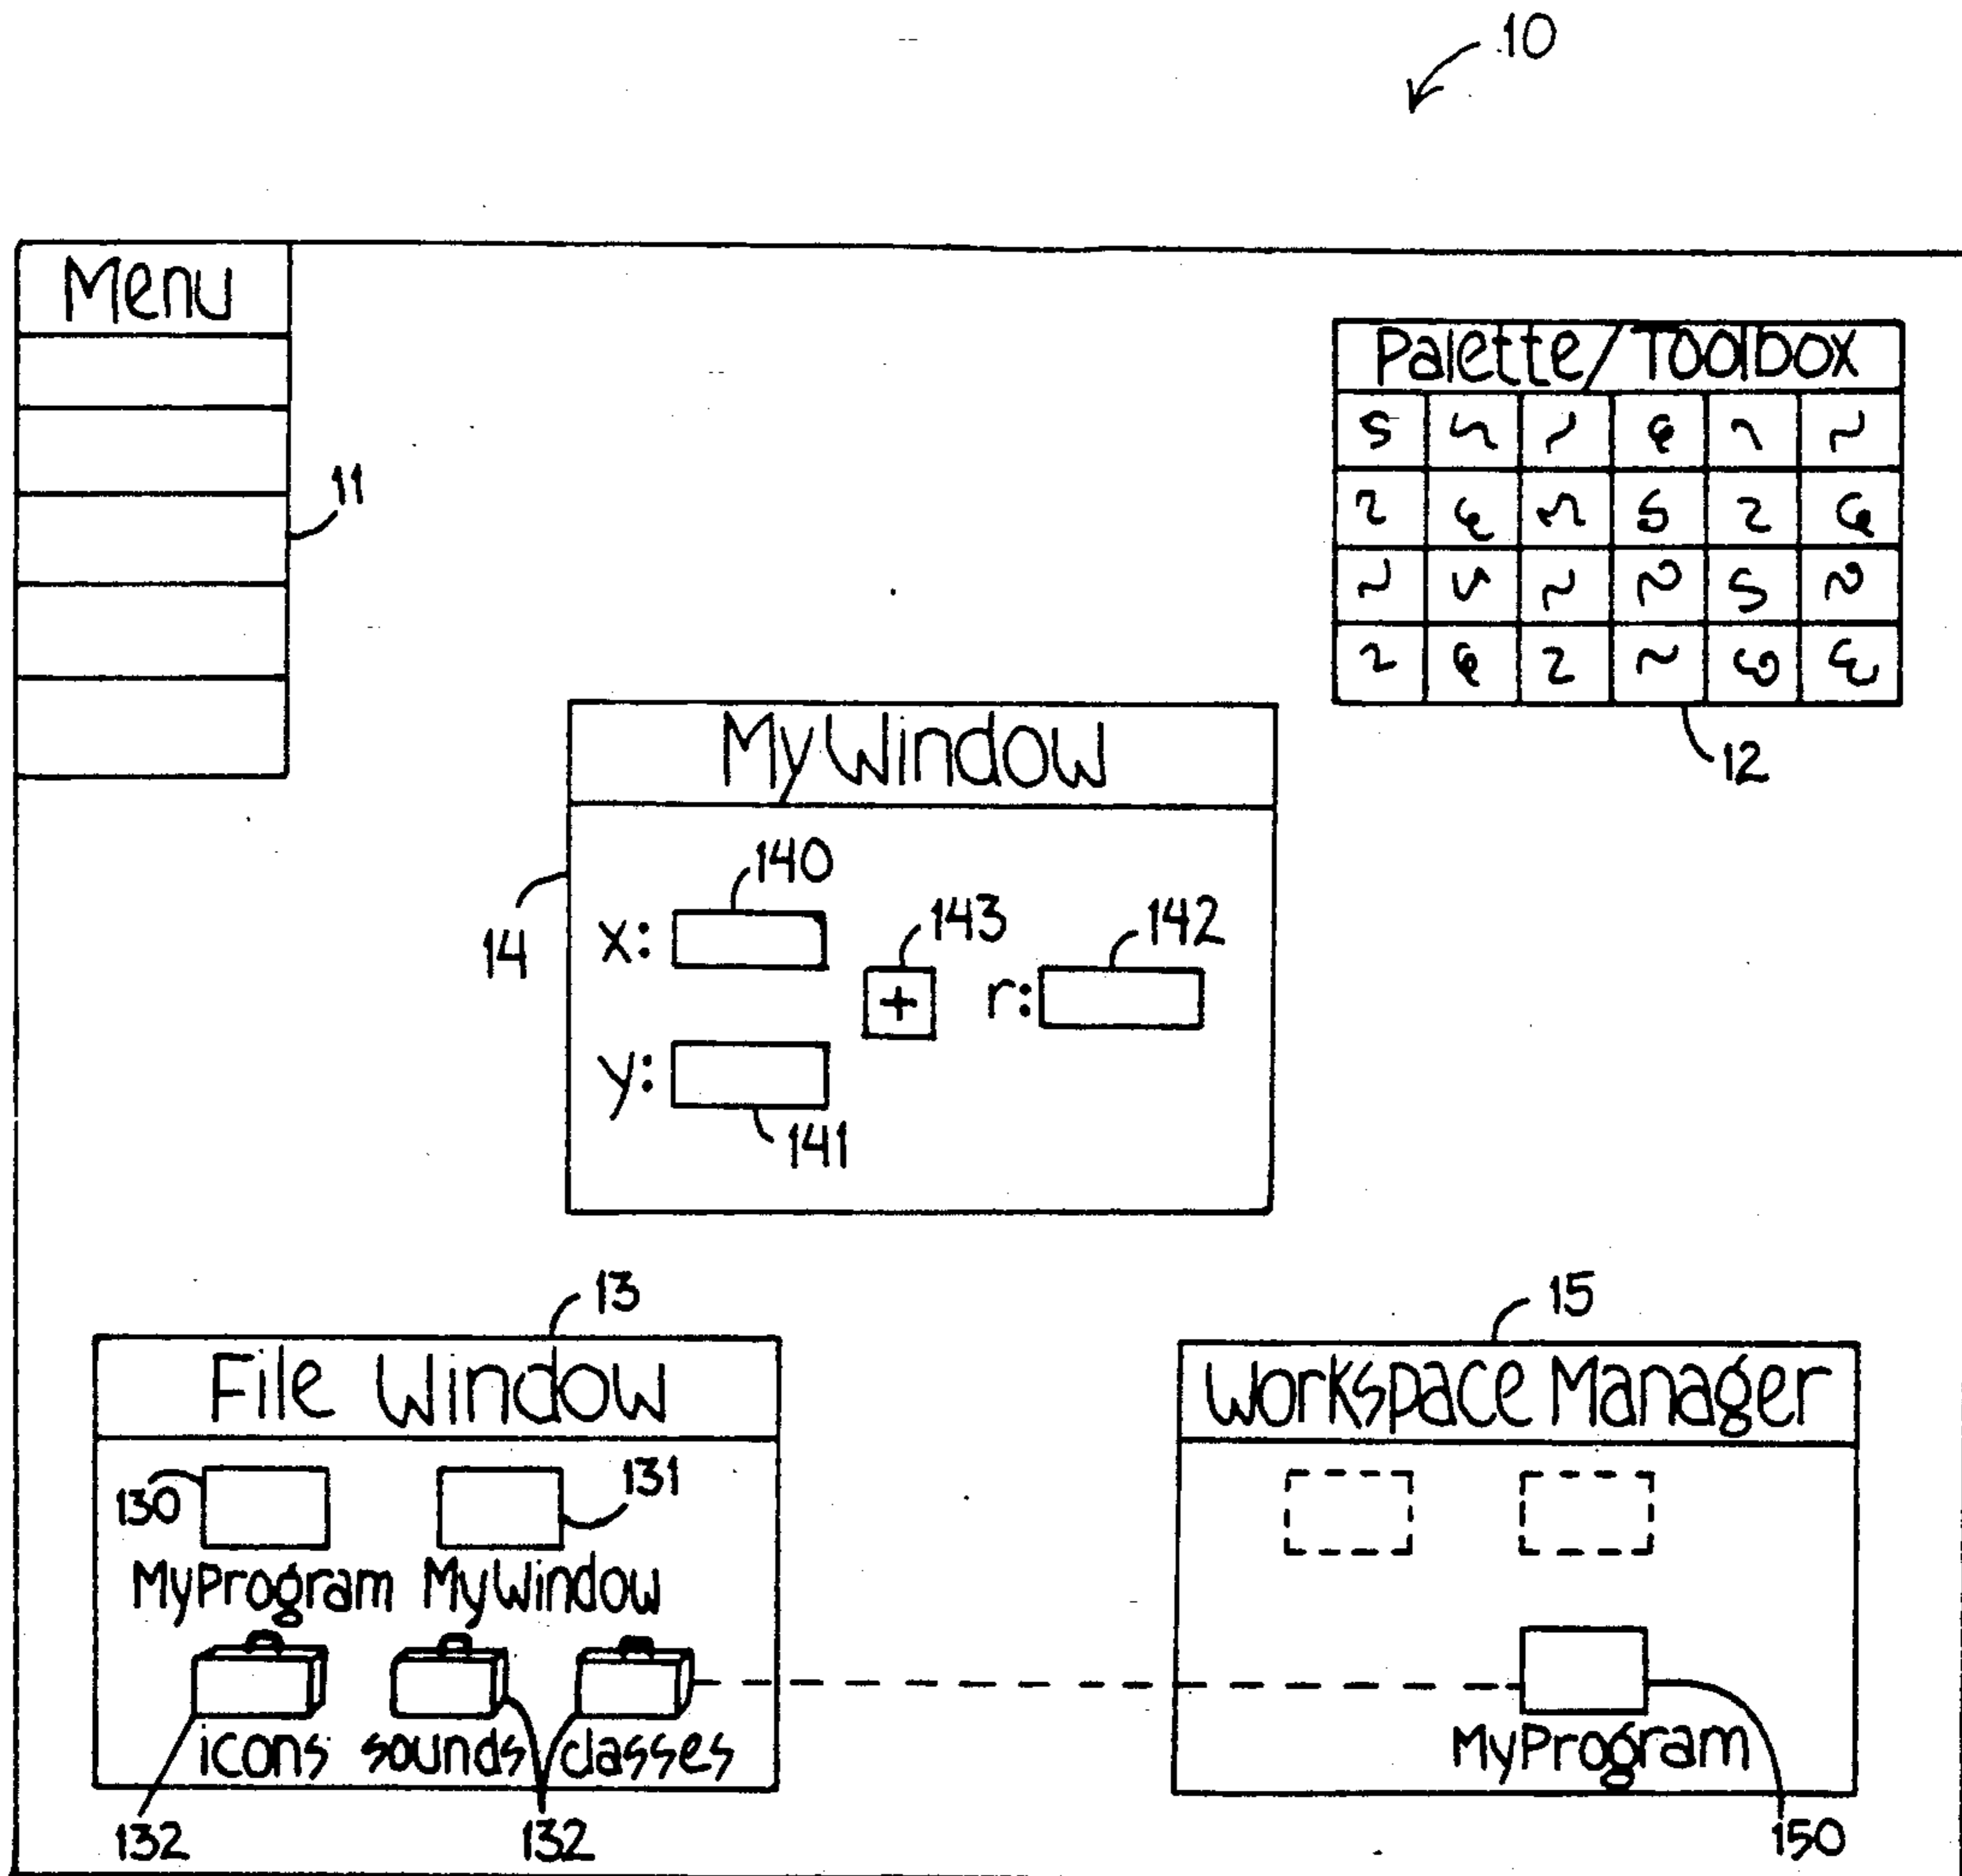 10
Menu
Palette/Toolbox
11
12
MyWindow
140
x:
143
142
14
+
r:
y:
141
13
15
File Window
Workspace Manager
130
131
MyProgram MyWindow
icons sounds classes
MyProgram
132
132
150